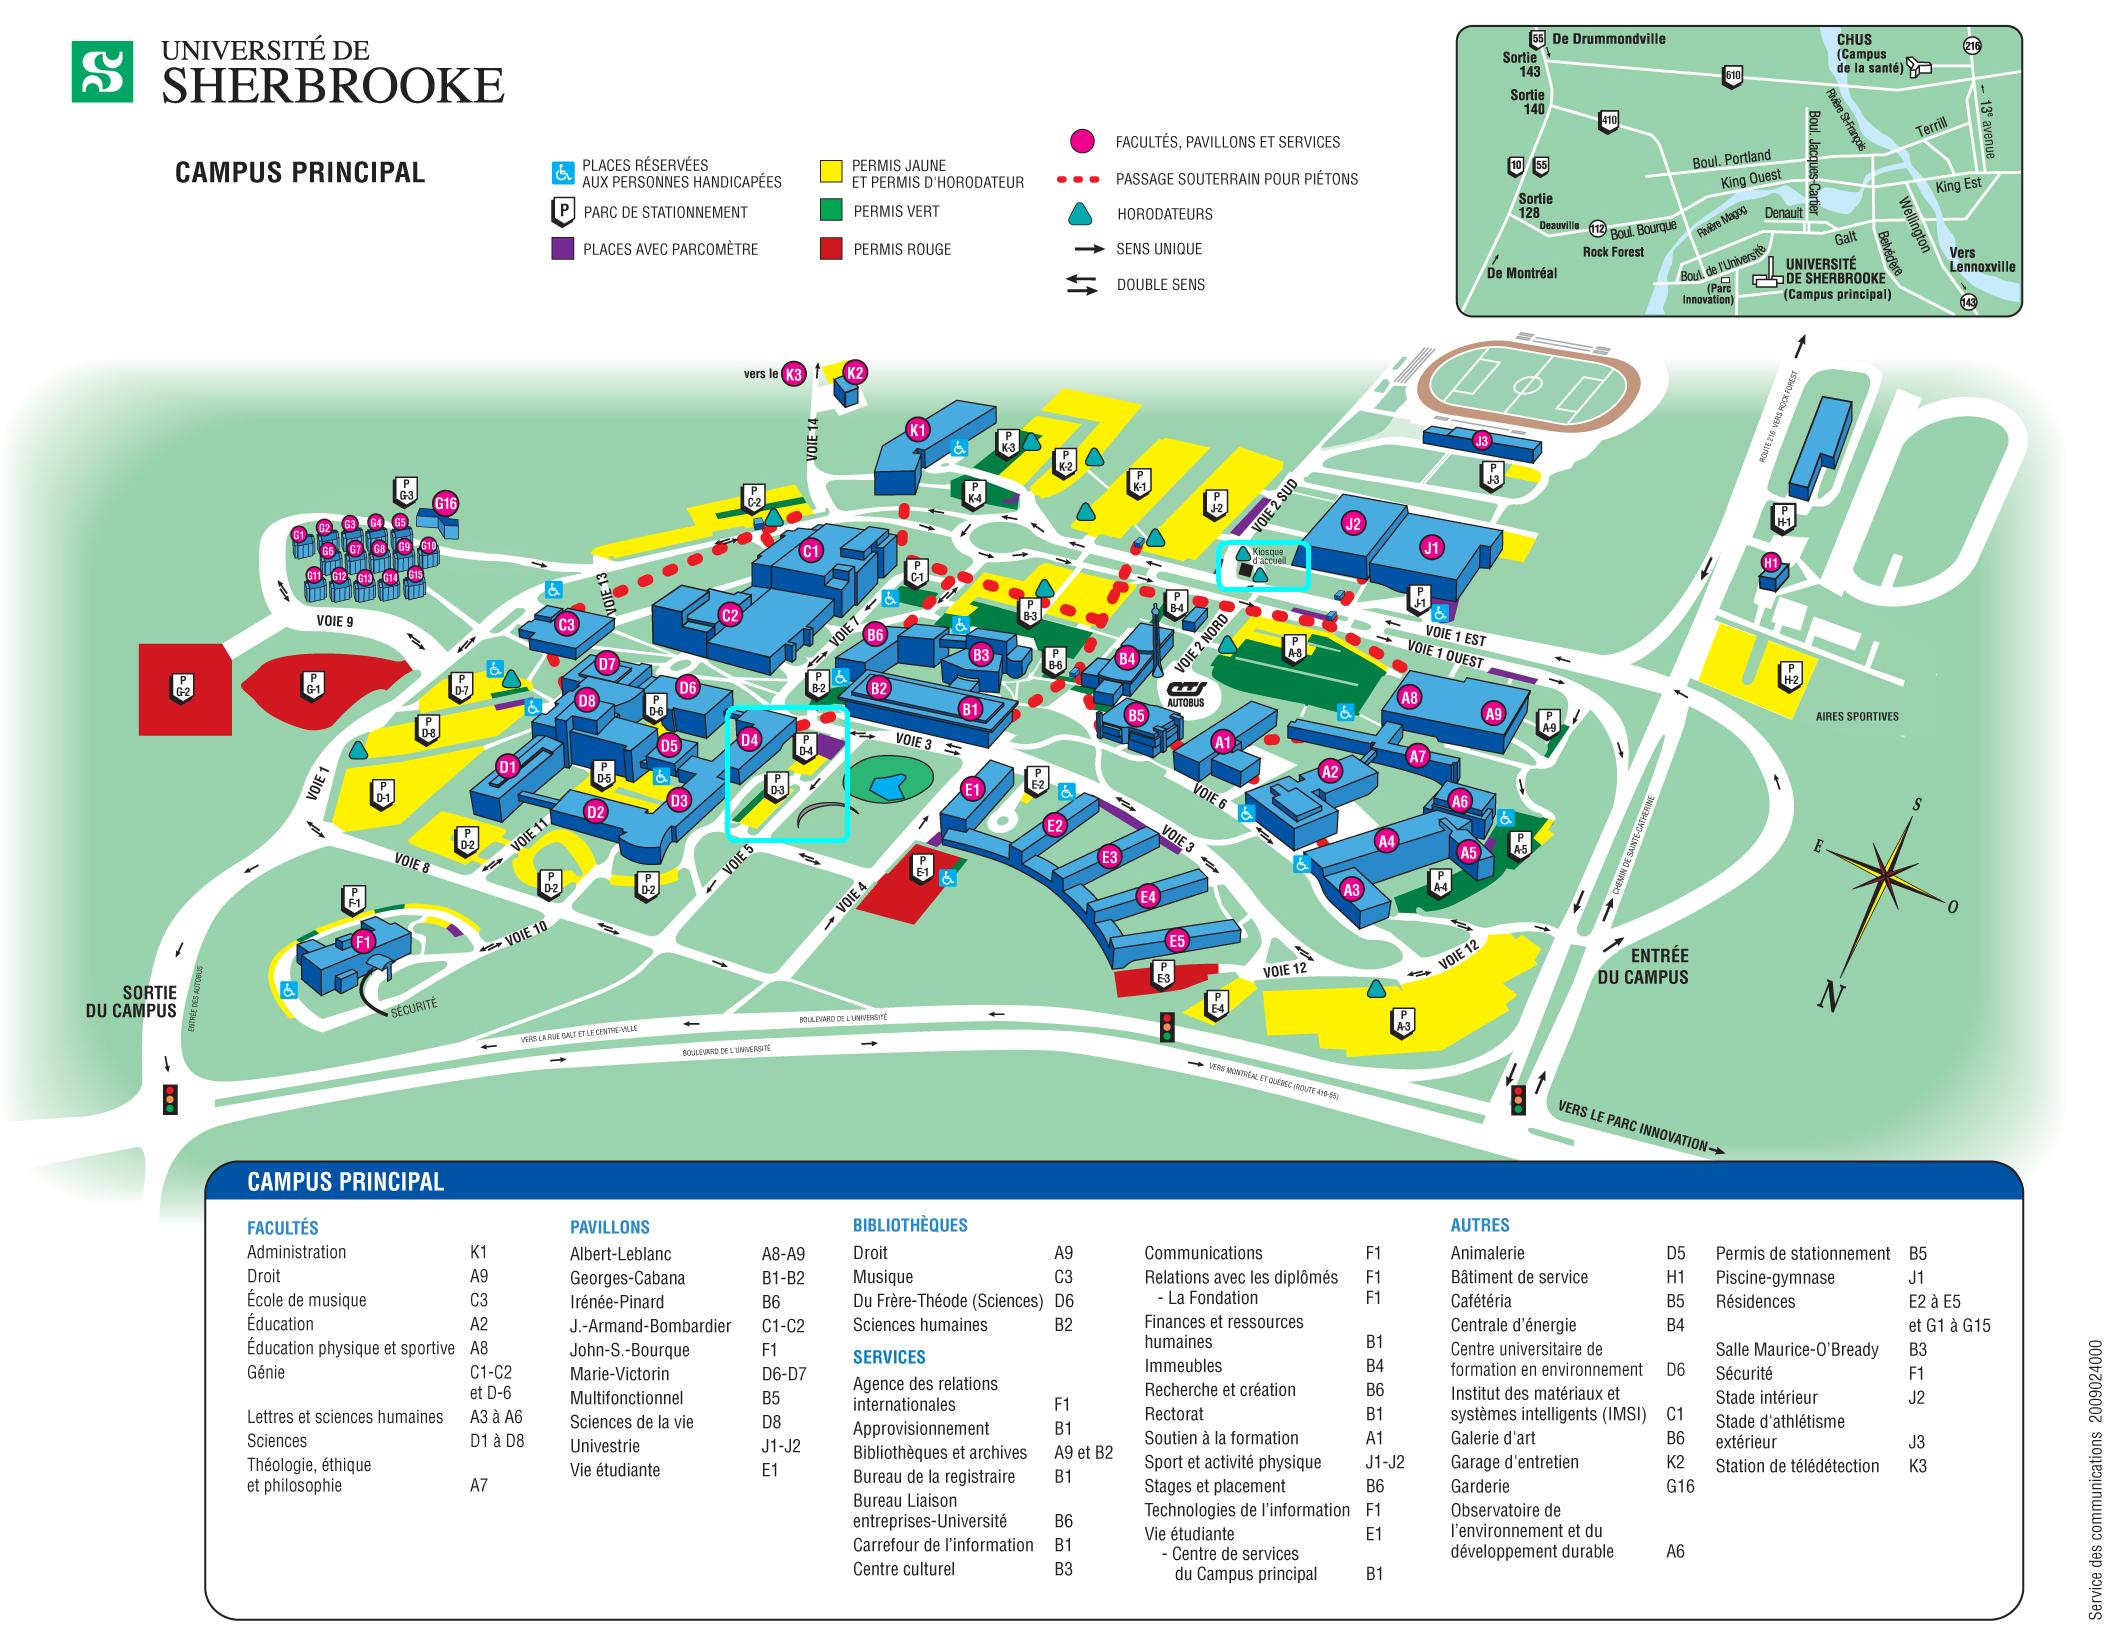 UNIVERSITÉ DE
SHERBROOKE
CAMPUS PRINCIPAL
PLACES RÉSERVÉES
AUX PERSONNES HANDICAPÉES
P PARC DE STATIONNEMENT
PLACES AVEC PARCOMÈTRE
PERMIS JAUNE
ET PERMIS D'HORODATEUR
PERMIS VERT
PERMIS ROUGE
FACULTÉS, PAVILLONS ET SERVICES
PASSAGE SOUTERRAIN POUR PIÉTONS
HORODATEURS
SENS UNIQUE
DOUBLE SENS
55 De Drummondville
Sortie
143
Sortie
140
610
410
10 55
Sortie
128
Deauville
112 Boul. Bourque
Rock Forest
De Montréal
CHUS
(Campus
de la santé)
216
13e avenue
Rivière St-François
Terrill
Boul. Jacques-Cartier
Boul. Portland
King Ouest
King Est
Rivière Magog
Denault
Galt
Belvédère
Wellington
Vers
Lennoxville
143
Boul. de l'Université
(Parc
Innovation)
UNIVERSITÉ
DE SHERBROOKE
(Campus principal)
vers le K3
K2
VOIE 14
K1
P K-3
P K-2
P K-1
P K-4
P J-2
VOIE 2 SUD
J3
P J-3
J2
J1
P J-1
Kiosque
d'accueil
ROUTE 216 VERS ROCK FOREST
P H-1
H1
P H-2
AIRES SPORTIVES
P G-3
G16
G1
G2
G3
G4
G5
G6
G7
G8
G9
G10
G11
G12
G13
G14
G15
VOIE 9
P G-2
P G-1
P C-2
C1
C2
C3
VOIE 13
P C-1
VOIE 7
B6
B3
P B-3
P B-4
B4
P B-6
P B-2
B2
B1
B5
AUTOBUS
VOIE 2 NORD
P A-8
VOIE 1 EST
VOIE 1 OUEST
A8
A9
P A-9
A7
A1
A2
A6
A4
A5
P A-5
A3
P A-4
VOIE 6
P D-7
P D-8
D7
D8
D6
P D-6
D5
D4
P D-4
P D-3
D1
P D-5
D2
D3
P D-1
P D-2
P D-2
P D-2
VOIE 1
VOIE 11
VOIE 8
VOIE 5
VOIE 3
VOIE 4
E1
P E-2
E2
E3
E4
E5
P E-1
P E-3
P E-4
VOIE 3
VOIE 12
VOIE 12
P A-3
P F-1
F1
VOIE 10
SÉCURITÉ
SORTIE
DU CAMPUS
ENTRÉE DES AUTOBUS
VERS LA RUE GALT ET LE CENTRE-VILLE
BOULEVARD DE L'UNIVERSITÉ
BOULEVARD DE L'UNIVERSITÉ
VERS MONTRÉAL ET QUÉBEC (ROUTE 410-55)
CHEMIN DE SAINTE-CATHERINE
ENTRÉE
DU CAMPUS
VERS LE PARC INNOVATION
S
E
O
N
CAMPUS PRINCIPAL
FACULTÉS
Administration K1
Droit A9
École de musique C3
Éducation A2
Éducation physique et sportive A8
Génie C1-C2
et D-6
Lettres et sciences humaines A3 à A6
Sciences D1 à D8
Théologie, éthique
et philosophie A7
PAVILLONS
Albert-Leblanc A8-A9
Georges-Cabana B1-B2
Irénée-Pinard B6
J.-Armand-Bombardier C1-C2
John-S.-Bourque F1
Marie-Victorin D6-D7
Multifonctionnel B5
Sciences de la vie D8
Univestrie J1-J2
Vie étudiante E1
BIBLIOTHÈQUES
Droit A9
Musique C3
Du Frère-Théode (Sciences) D6
Sciences humaines B2
SERVICES
Agence des relations
internationales F1
Approvisionnement B1
Bibliothèques et archives A9 et B2
Bureau de la registraire B1
Bureau Liaison
entreprises-Université B6
Carrefour de l'information B1
Centre culturel B3
Communications F1
Relations avec les diplômés F1
- La Fondation F1
Finances et ressources
humaines B1
Immeubles B4
Recherche et création B6
Rectorat B1
Soutien à la formation A1
Sport et activité physique J1-J2
Stages et placement B6
Technologies de l'information F1
Vie étudiante E1
- Centre de services
du Campus principal B1
AUTRES
Animalerie D5
Bâtiment de service H1
Cafétéria B5
Centrale d'énergie B4
Centre universitaire de
formation en environnement D6
Institut des matériaux et
systèmes intelligents (IMSI) C1
Galerie d'art B6
Garage d'entretien K2
Garderie G16
Observatoire de
l'environnement et du
développement durable A6
Permis de stationnement B5
Piscine-gymnase J1
Résidences E2 à E5
et G1 à G15
Salle Maurice-O'Bready B3
Sécurité F1
Stade intérieur J2
Stade d'athlétisme
extérieur J3
Station de télédétection K3
Service des communications 2009024000